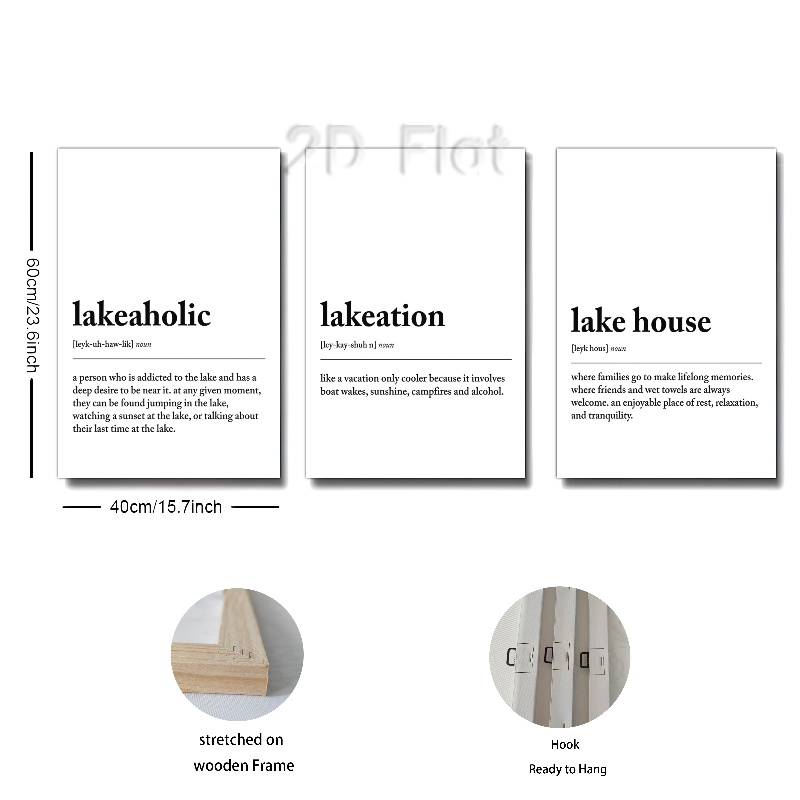 2D Flat
60cm/23.6inch
lakeaholic
[leyk-uh-haw-lik] noun
a person who is addicted to the lake and has a
deep desire to be near it. at any given moment,
they can be found jumping in the lake,
watching a sunset at the lake, or talking about
their last time at the lake.
lakeation
[ley-kay-shuh n] noun
like a vacation only cooler because it involves
boat wakes, sunshine, campfires and alcohol.
lake house
[leyk hous] noun
where families go to make lifelong memories.
where friends and wet towels are always
welcome. an enjoyable place of rest, relaxation,
and tranquility.
40cm/15.7inch
stretched on
wooden Frame
Hook
Ready to Hang